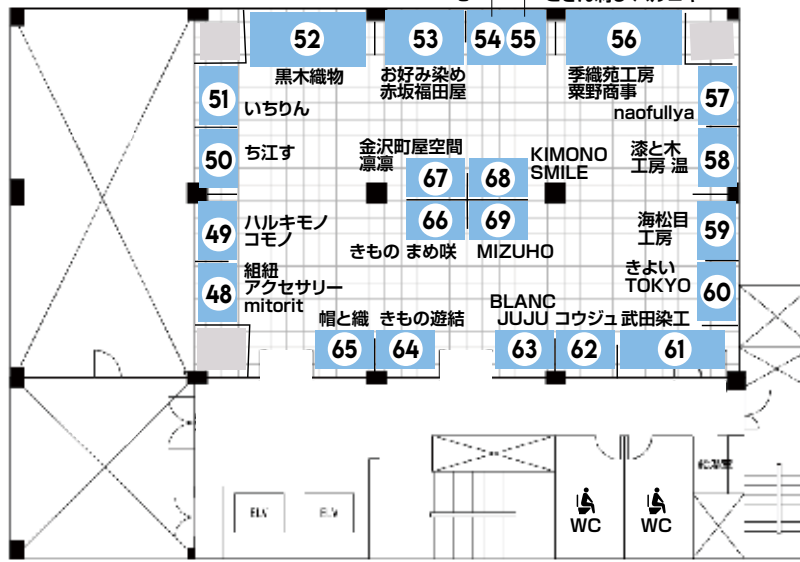 52
53
54
55
56
黒木織物
お好み染め
赤坂福田屋
季織苑工房
粟野商事
51
いちりん
naofullya
57
50
ち江す
金沢町屋空間
凛凛
KIMONO
SMILE
漆と木
工房 温
58
67
68
49
ハルキモノ
コモノ
66
69
海松目
工房
59
きもの まめ咲
MIZUHO
48
組紐
アクセサリー
mitorit
きよい
TOKYO
60
帽と織
きもの遊結
BLANC
JUJU
コウジュ
武田染工
65
64
63
62
61
ELV
ELV
WC
WC